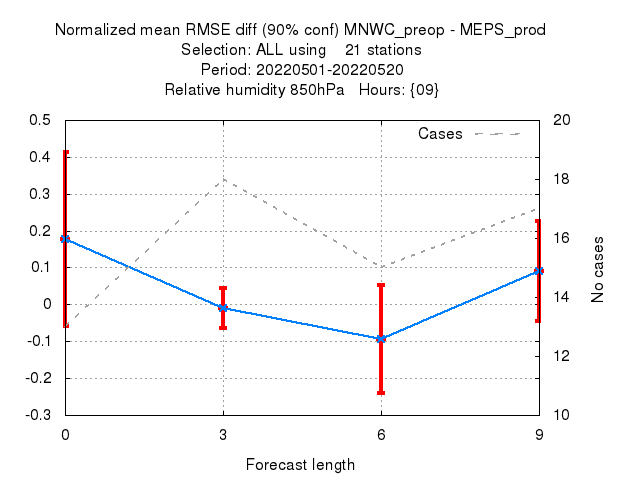 Normalized mean RMSE diff (90% conf) MNWC_preop - MEPS_prod
Selection: ALL using    21 stations
Period: 20220501-20220520
Relative humidity 850hPa   Hours: {09}
Cases
0.5
0.4
0.3
0.2
0.1
0
-0.1
-0.2
-0.3
20
18
16
14
12
10
No cases
0 3 6 9
Forecast length